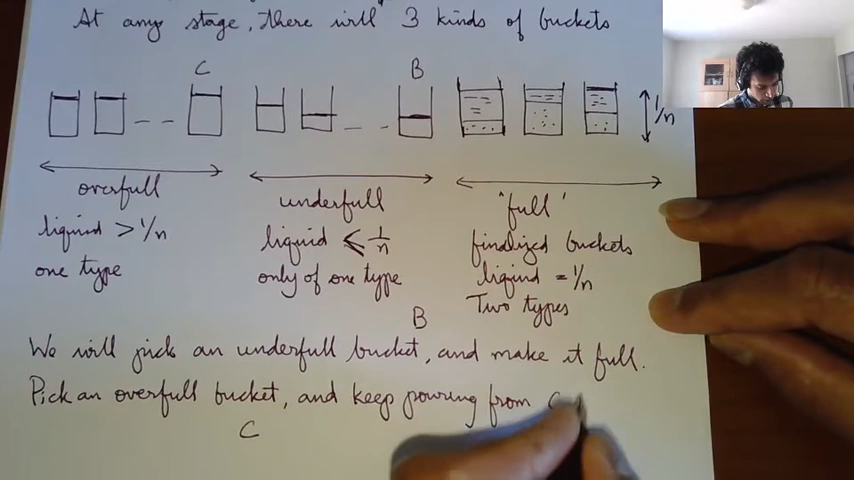 At any stage, there will 3 kinds of buckets
C B
1/n
overfull underfull 'full'
liquid > 1/n liquid ≤ 1/n finalized buckets
one type only of one type liquid = 1/n
Two types
B
We will pick an underfull bucket, and make it full.
Pick an overfull bucket, and keep pouring from C
C